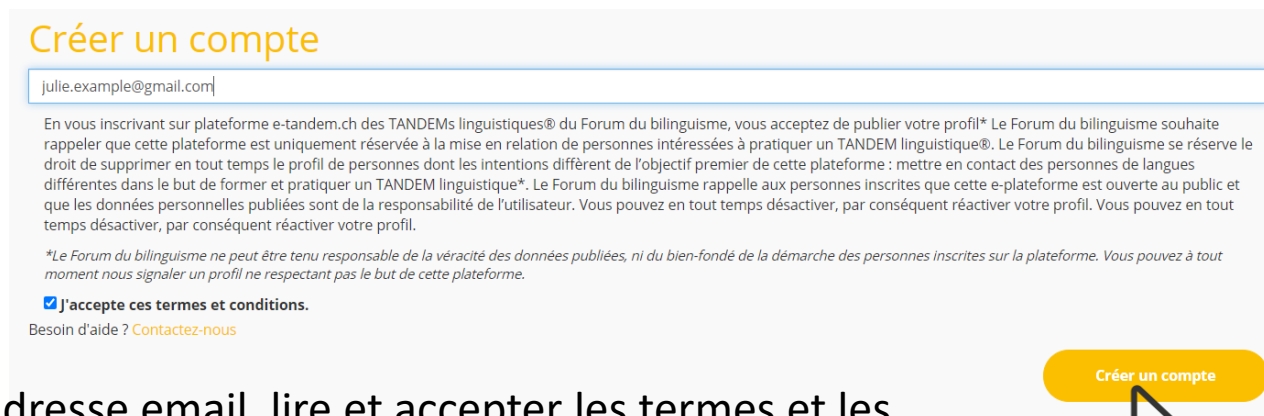 Créer un compte
julie.example@gmail.com
En vous inscrivant sur plateforme e-tandem.ch des TANDEMs linguistiques® du Forum du bilinguisme, vous acceptez de publier votre profil* Le Forum du bilinguisme souhaite
rappeler que cette plateforme est uniquement réservée à la mise en relation de personnes intéressées à pratiquer un TANDEM linguistique®. Le Forum du bilinguisme se réserve le
droit de supprimer en tout temps le profil de personnes dont les intentions diffèrent de l'objectif premier de cette plateforme : mettre en contact des personnes de langues
différentes dans le but de former et pratiquer un TANDEM linguistique*. Le Forum du bilinguisme rappelle aux personnes inscrites que cette e-plateforme est ouverte au public et
que les données personnelles publiées sont de la responsabilité de l'utilisateur. Vous pouvez en tout temps désactiver, par conséquent réactiver votre profil. Vous pouvez en tout
temps désactiver, par conséquent réactiver votre profil.
*Le Forum du bilinguisme ne peut être tenu responsable de la véracité des données publiées, ni du bien-fondé de la démarche des personnes inscrites sur la plateforme. Vous pouvez à tout
moment nous signaler un profil ne respectant pas le but de cette plateforme.
J'accepte ces termes et conditions.
Besoin d'aide ? Contactez-nous
Créer un compte
dresse email, lire et accepter les termes et les